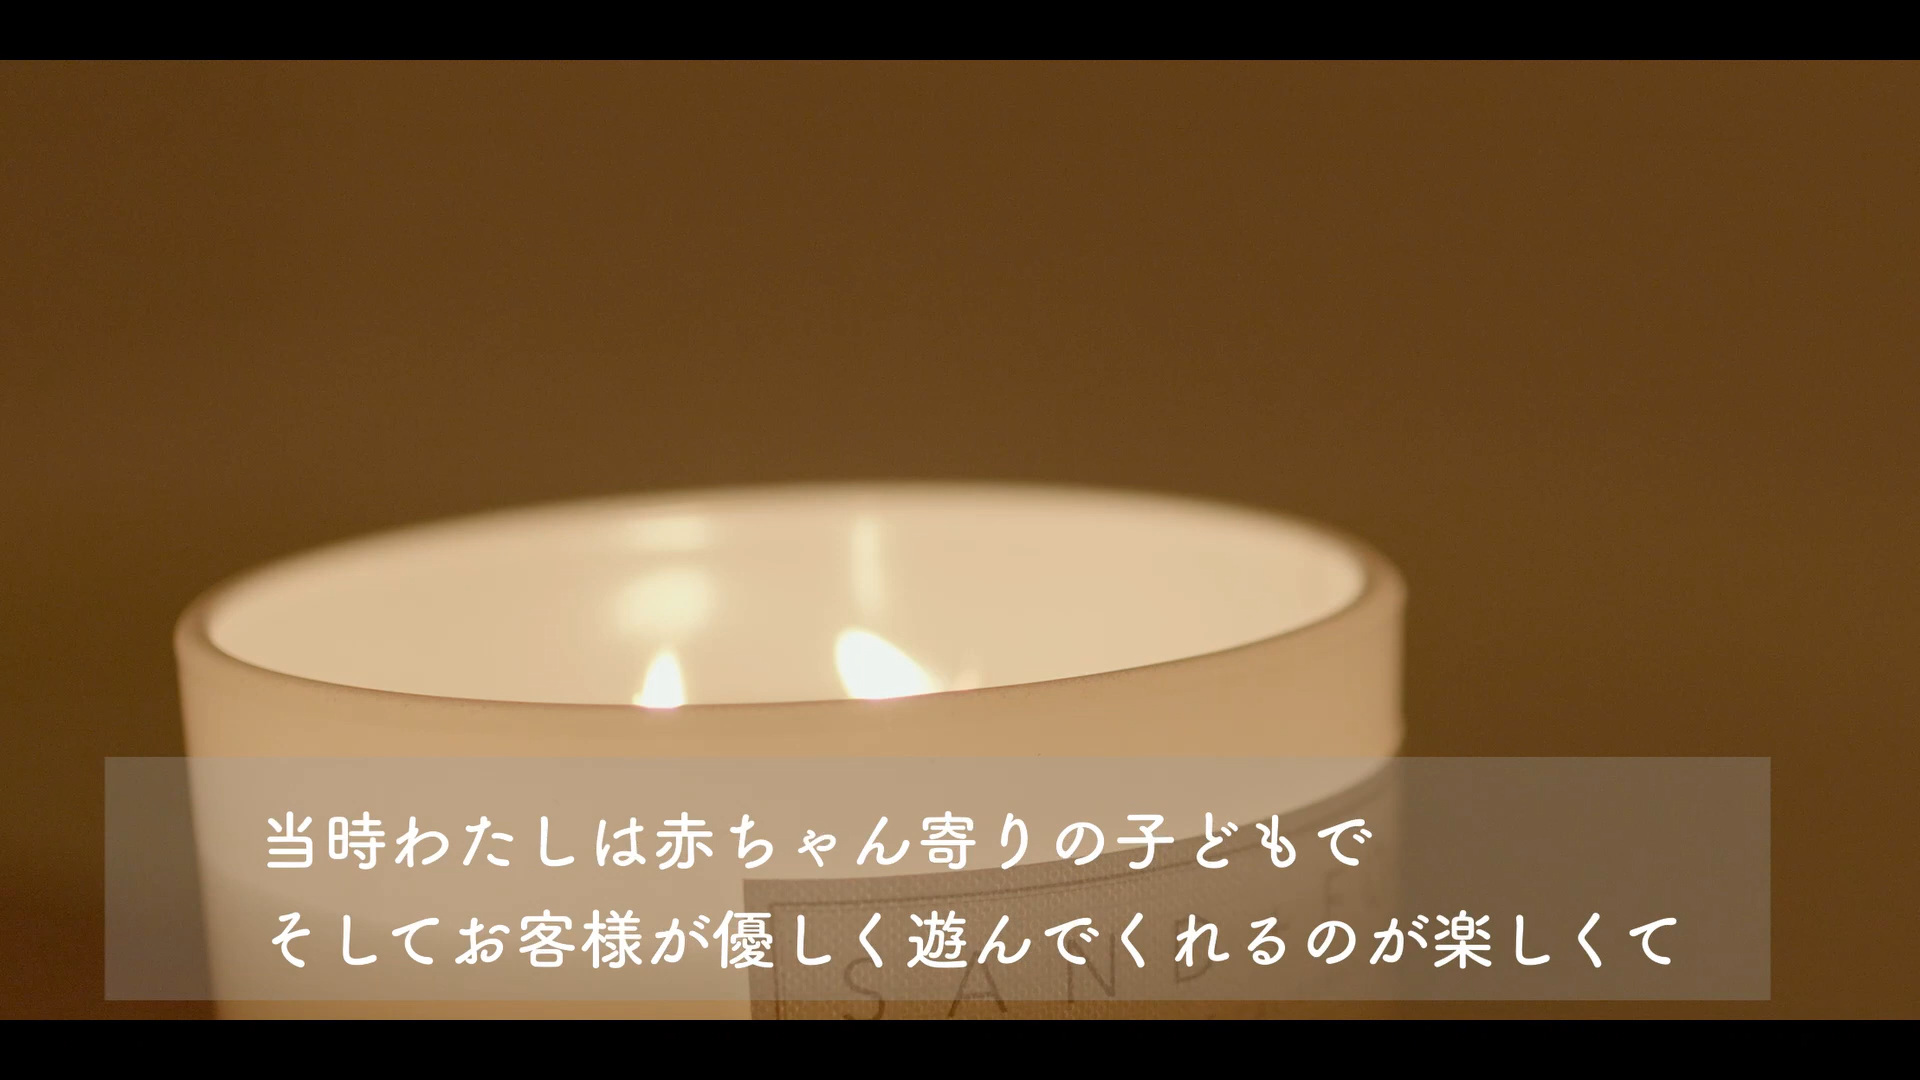 当時わたしは赤ちゃん寄りの子どもで
そしてお客様が優しく遊んでくれるのが楽しくて
SAND